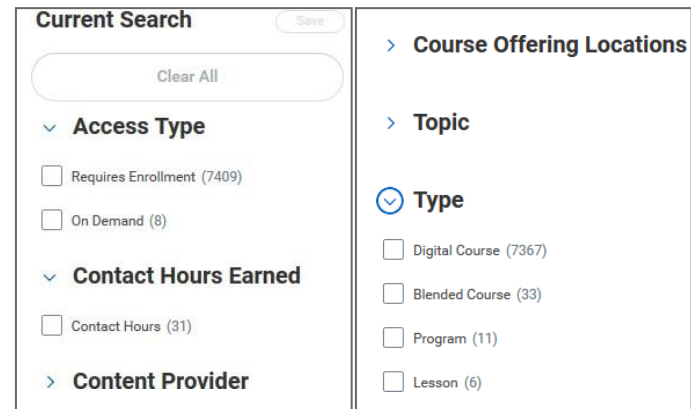 Current Search
Save
Clear All
Access Type
Requires Enrollment (7409)
On Demand (8)
Contact Hours Earned
Contact Hours (31)
Content Provider
Course Offering Locations
Topic
Type
Digital Course (7367)
Blended Course (33)
Program (11)
Lesson (6)